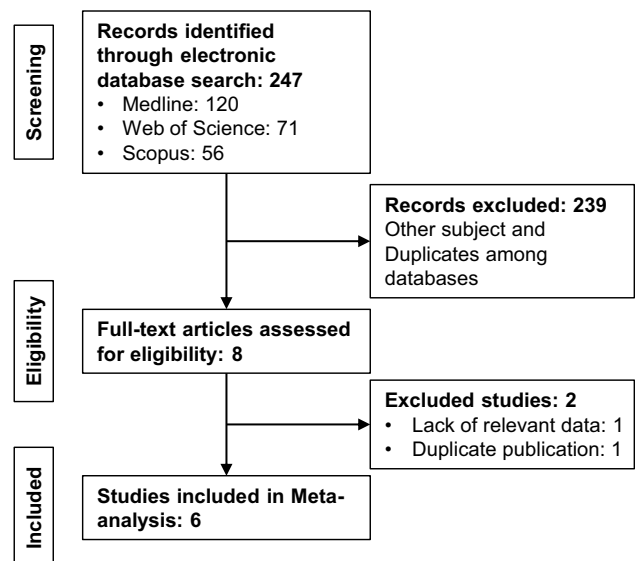 Screening
Records identified
through electronic
database search: 247
• Medline: 120
• Web of Science: 71
• Scopus: 56
Records excluded: 239
Other subject and
Duplicates among
databases
Eligibility
Full-text articles assessed
for eligibility: 8
Excluded studies: 2
• Lack of relevant data: 1
• Duplicate publication: 1
Included
Studies included in Meta-
analysis: 6